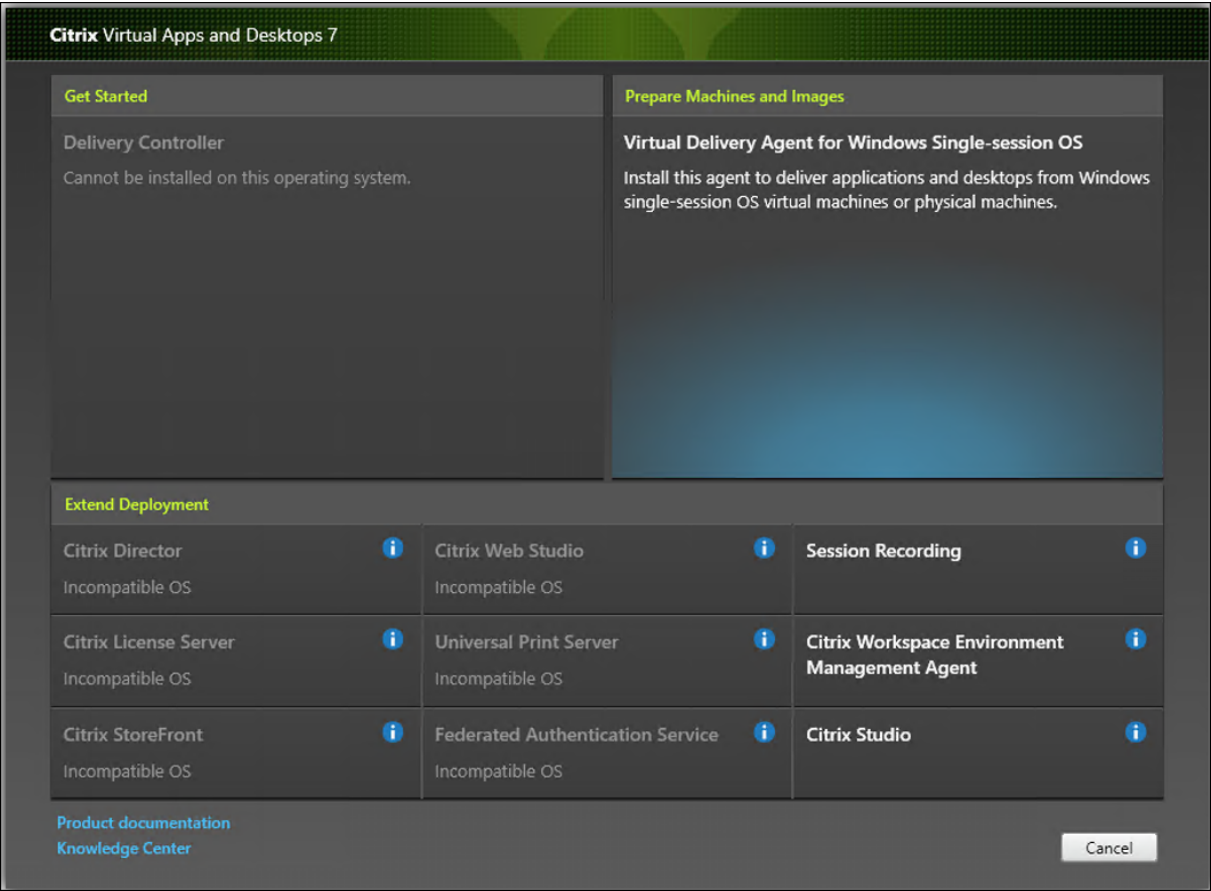 Citrix Virtual Apps and Desktops 7
Get Started
Delivery Controller
Cannot be installed on this operating system.
Prepare Machines and Images
Virtual Delivery Agent for Windows Single-session OS
Install this agent to deliver applications and desktops from Windows
single-session OS virtual machines or physical machines.
Extend Deployment
Citrix Director
Incompatible OS
Citrix Web Studio
Incompatible OS
Session Recording
Citrix License Server
Incompatible OS
Universal Print Server
Incompatible OS
Citrix Workspace Environment
Management Agent
Citrix StoreFront
Incompatible OS
Federated Authentication Service
Incompatible OS
Citrix Studio
Product documentation
Knowledge Center
Cancel